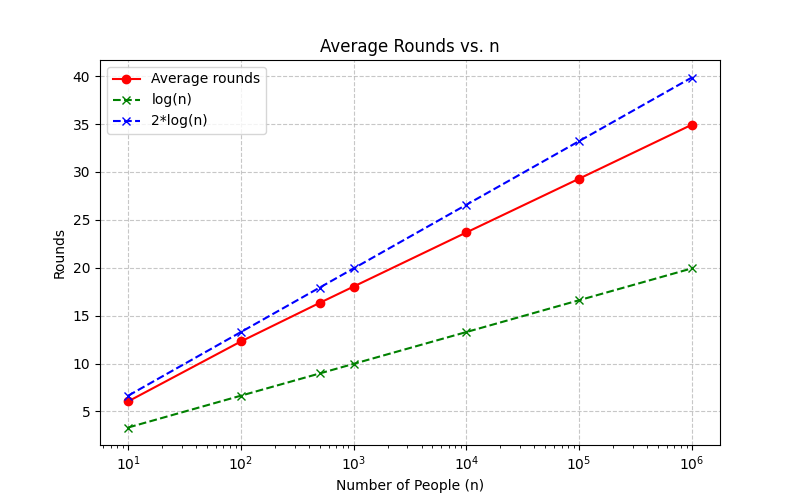 Average Rounds vs. n
Average rounds
log(n)
2*log(n)
40
35
30
25
20
15
10
5
Rounds
10¹ 10² 10³ 10⁴ 10⁵ 10⁶
Number of People (n)